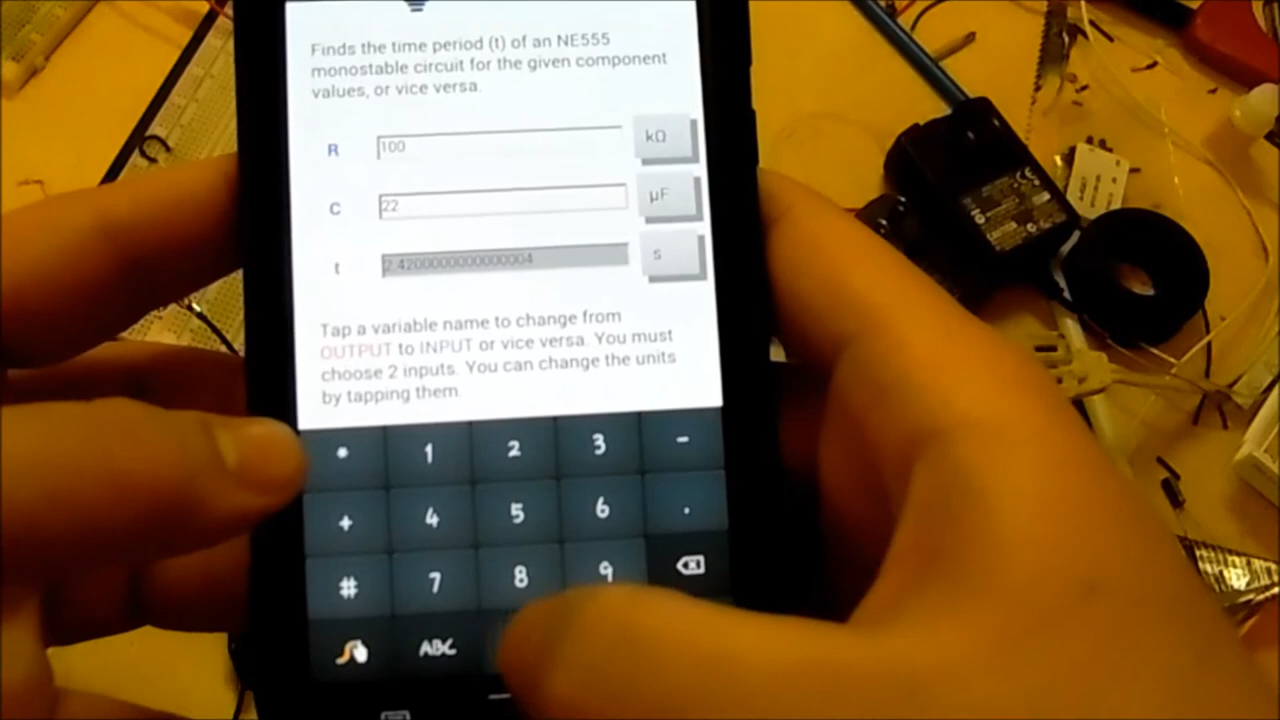 Finds the time period (t) of an NE555
monostable circuit for the given component
values, or vice versa.
R 100 kΩ
C 22 µF
t 2.4200000000000004 s
Tap a variable name to change from
OUTPUT to INPUT or vice versa. You must
choose 2 inputs. You can change the units
by tapping them.
* 1 2 3 -
+ 4 5 6 .
# 7 8 9
ABC